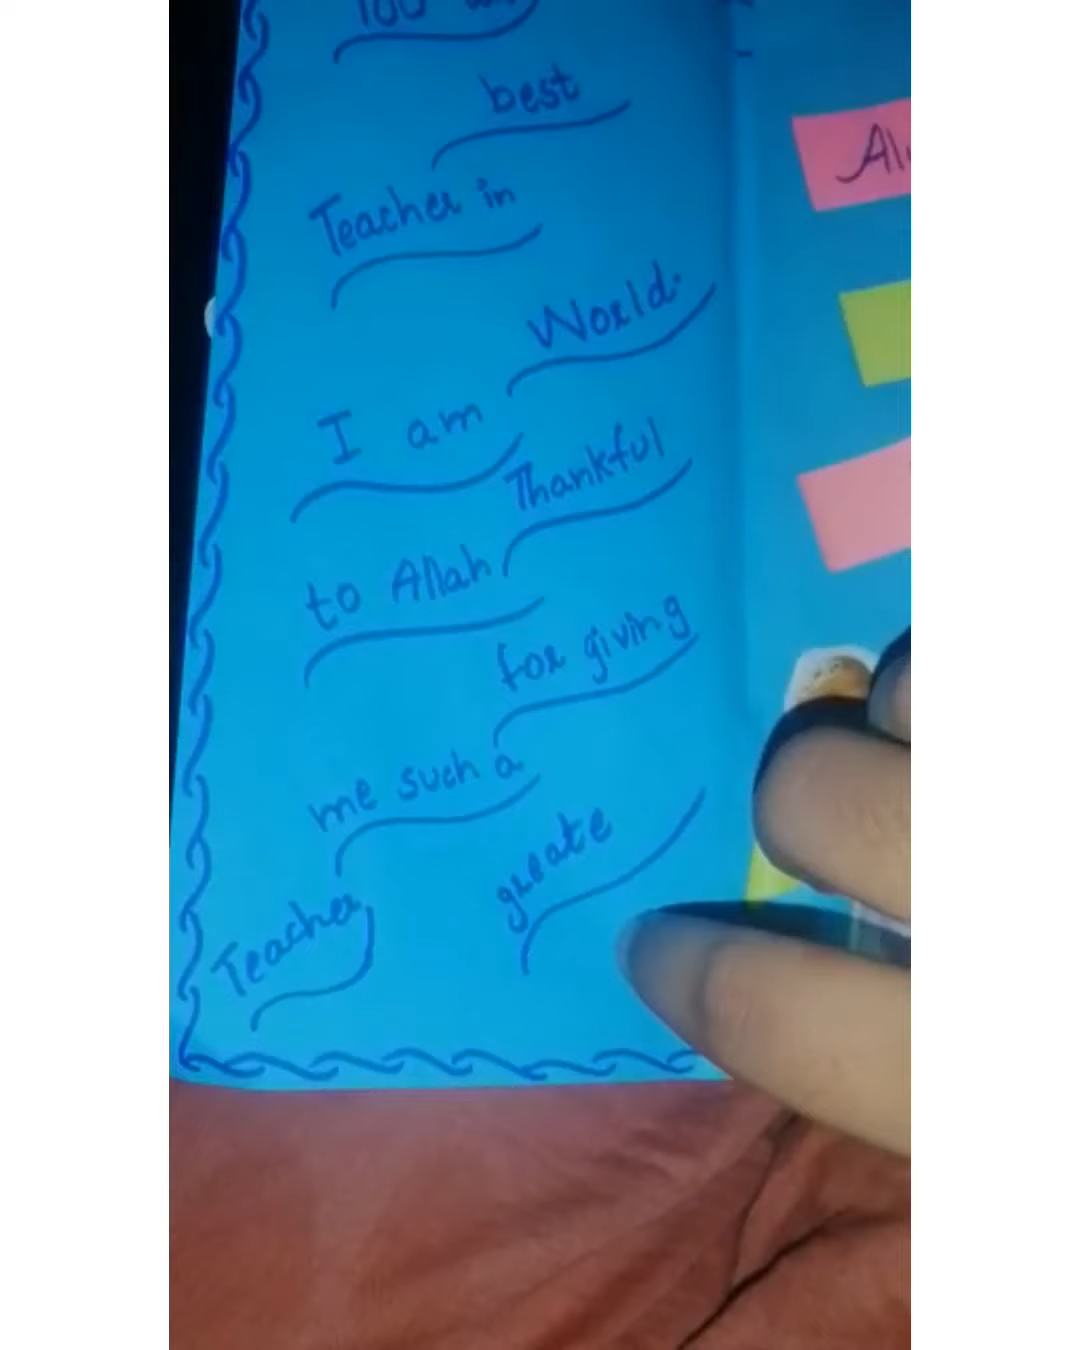 best
Teacher in
World.
I am
Thankful
to Allah
for giving
me such a
greate
Teacher